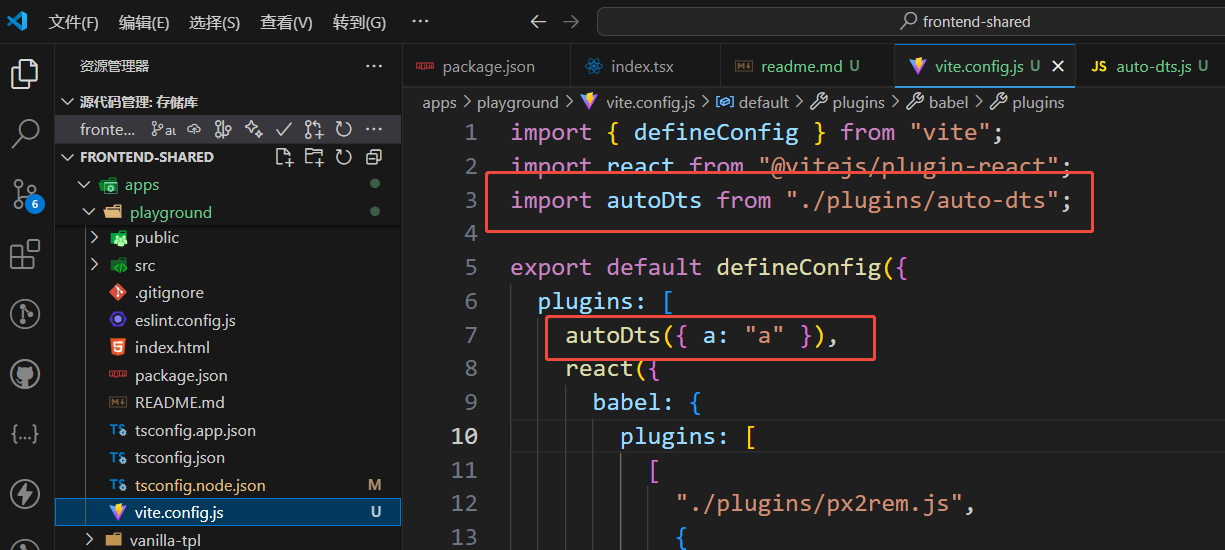 文件(F) 编辑(E) 选择(S) 查看(V) 转到(G) ··· frontend-shared
资源管理器 ···
源代码管理: 存储库
fronte... ···
FRONTEND-SHARED
apps
playground
public
src
.gitignore
eslint.config.js
index.html
package.json
README.md
tsconfig.app.json
tsconfig.json
tsconfig.node.json M
vite.config.js U
vanilla-tpl
6
package.json index.tsx readme.md U vite.config.js U JS auto-dts.js U
apps > playground > vite.config.js > default > plugins > babel > plugins
1 import { defineConfig } from "vite";
2 import react from "@vitejs/plugin-react";
3 import autoDts from "./plugins/auto-dts";
4
5 export default defineConfig({
6 plugins: [
7 autoDts({ a: "a" }),
8 react({
9 babel: {
10 plugins: [
11 [
12 "./plugins/px2rem.js",
13 {